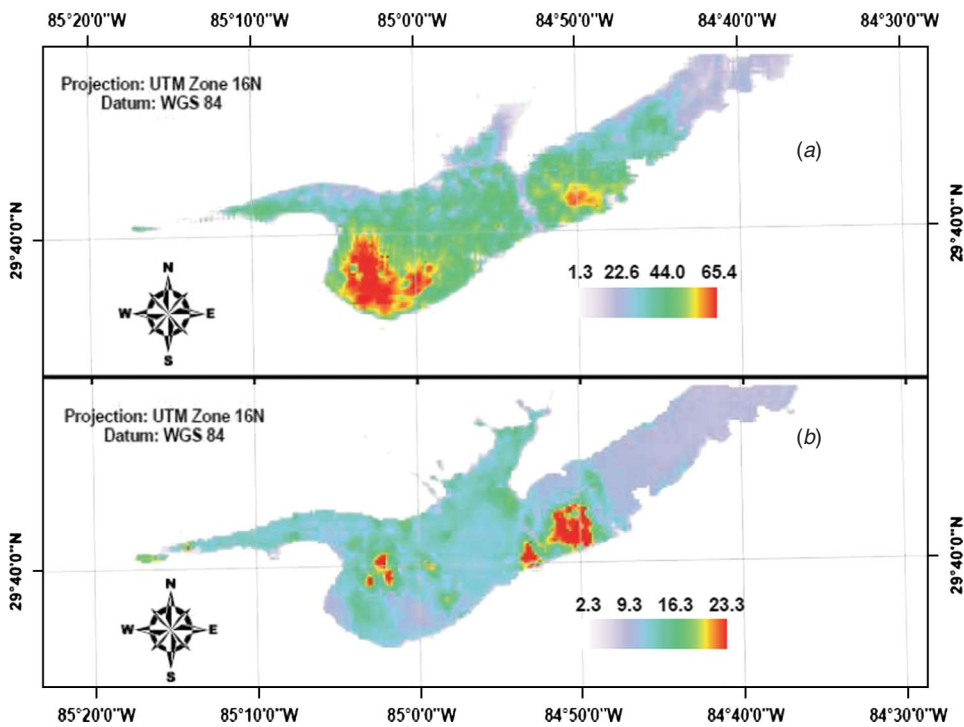 85°20'0"W 85°10'0"W 85°00'0"W 84°50'0"W 84°40'0"W 84°30'0"W
Projection: UTM Zone 16N
Datum: WGS 84
(a)
29°40'0"N
29°40'0"N
1.3 22.6 44.0 65.4
N
W E
S
Projection: UTM Zone 16N
Datum: WGS 84
(b)
29°40'0"N
29°40'0"N
2.3 9.3 16.3 23.3
N
W E
S
85°20'0"W 85°10'0"W 85°00'0"W 84°50'0"W 84°40'0"W 84°30'0"W